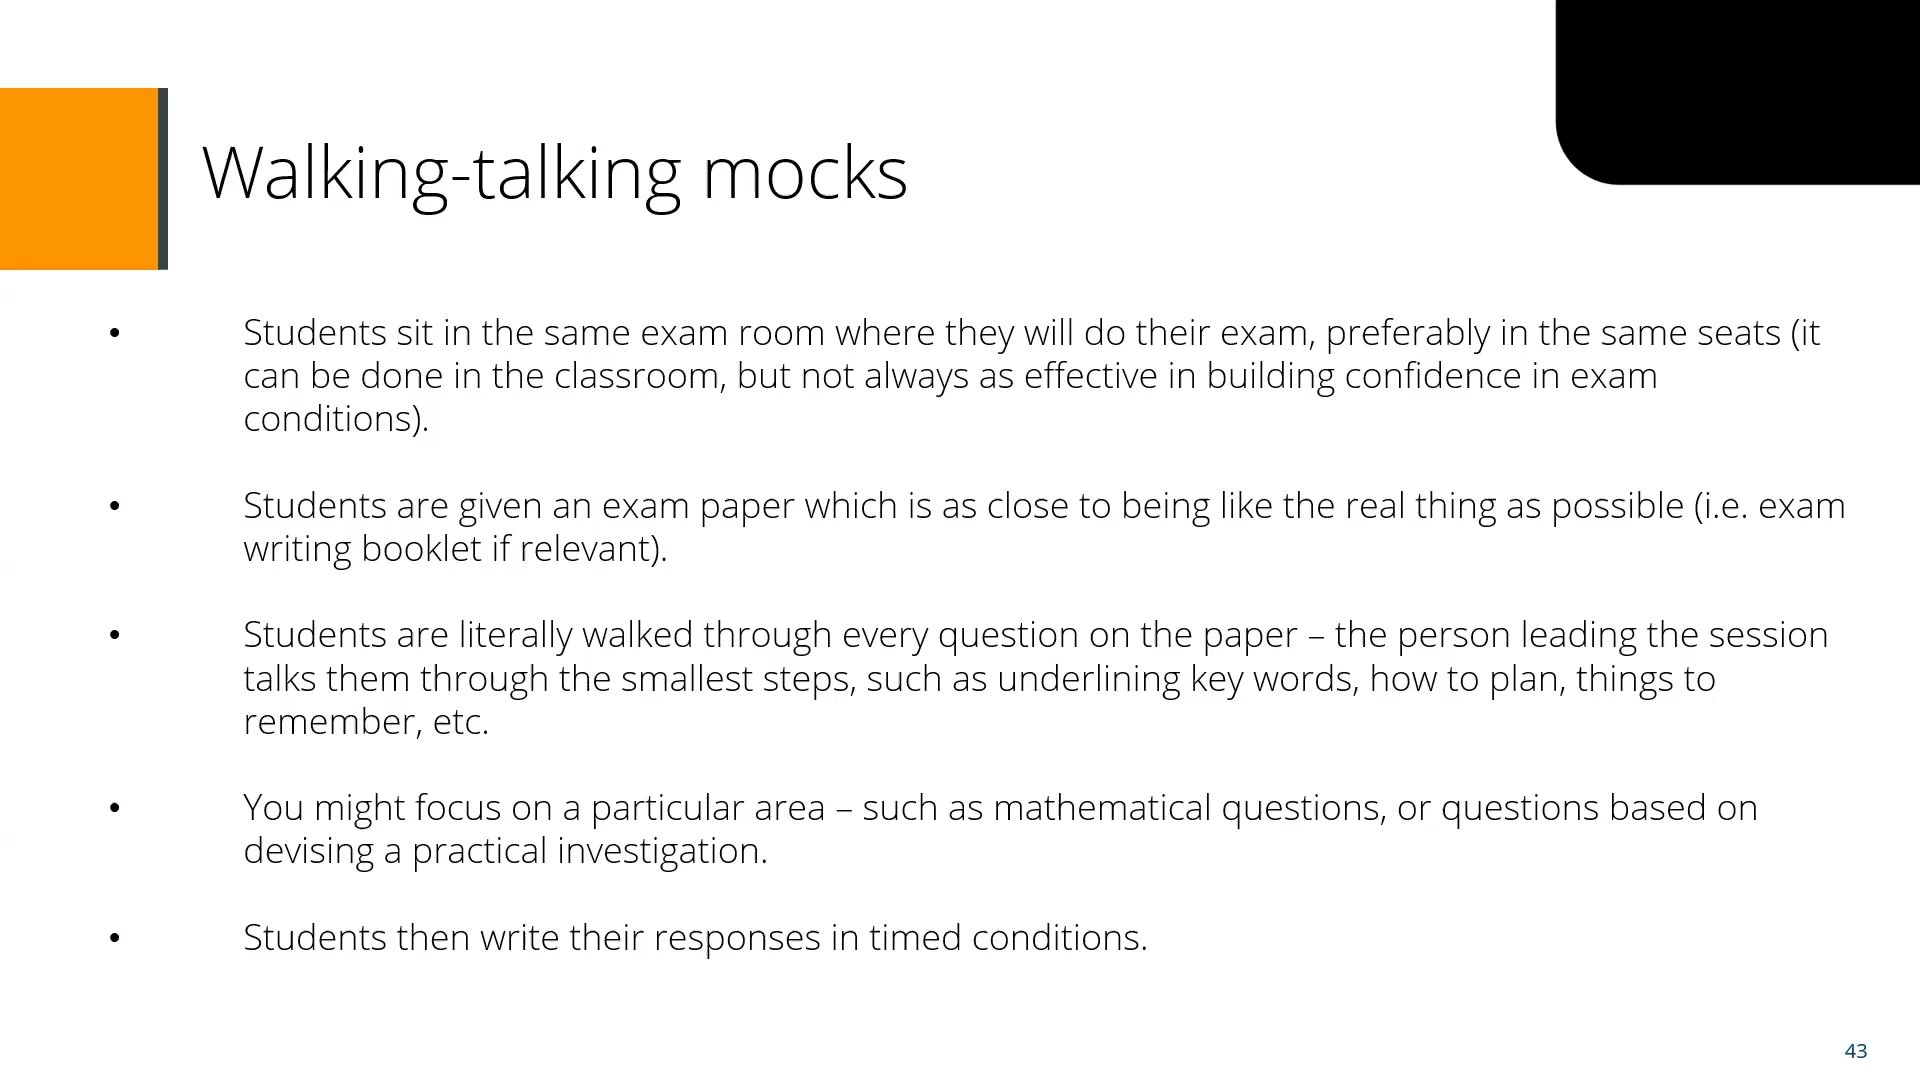 Walking-talking mocks
• Students sit in the same exam room where they will do their exam, preferably in the same seats (it
can be done in the classroom, but not always as effective in building confidence in exam
conditions).
• Students are given an exam paper which is as close to being like the real thing as possible (i.e. exam
writing booklet if relevant).
• Students are literally walked through every question on the paper – the person leading the session
talks them through the smallest steps, such as underlining key words, how to plan, things to
remember, etc.
• You might focus on a particular area – such as mathematical questions, or questions based on
devising a practical investigation.
• Students then write their responses in timed conditions.
43